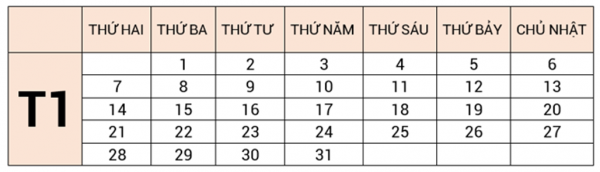 THỨ HAI THỨ BA THỨ TƯ THỨ NĂM THỨ SÁU THỨ BẢY CHỦ NHẬT
T1
1 2 3 4 5 6
7 8 9 10 11 12 13
14 15 16 17 18 19 20
21 22 23 24 25 26 27
28 29 30 31